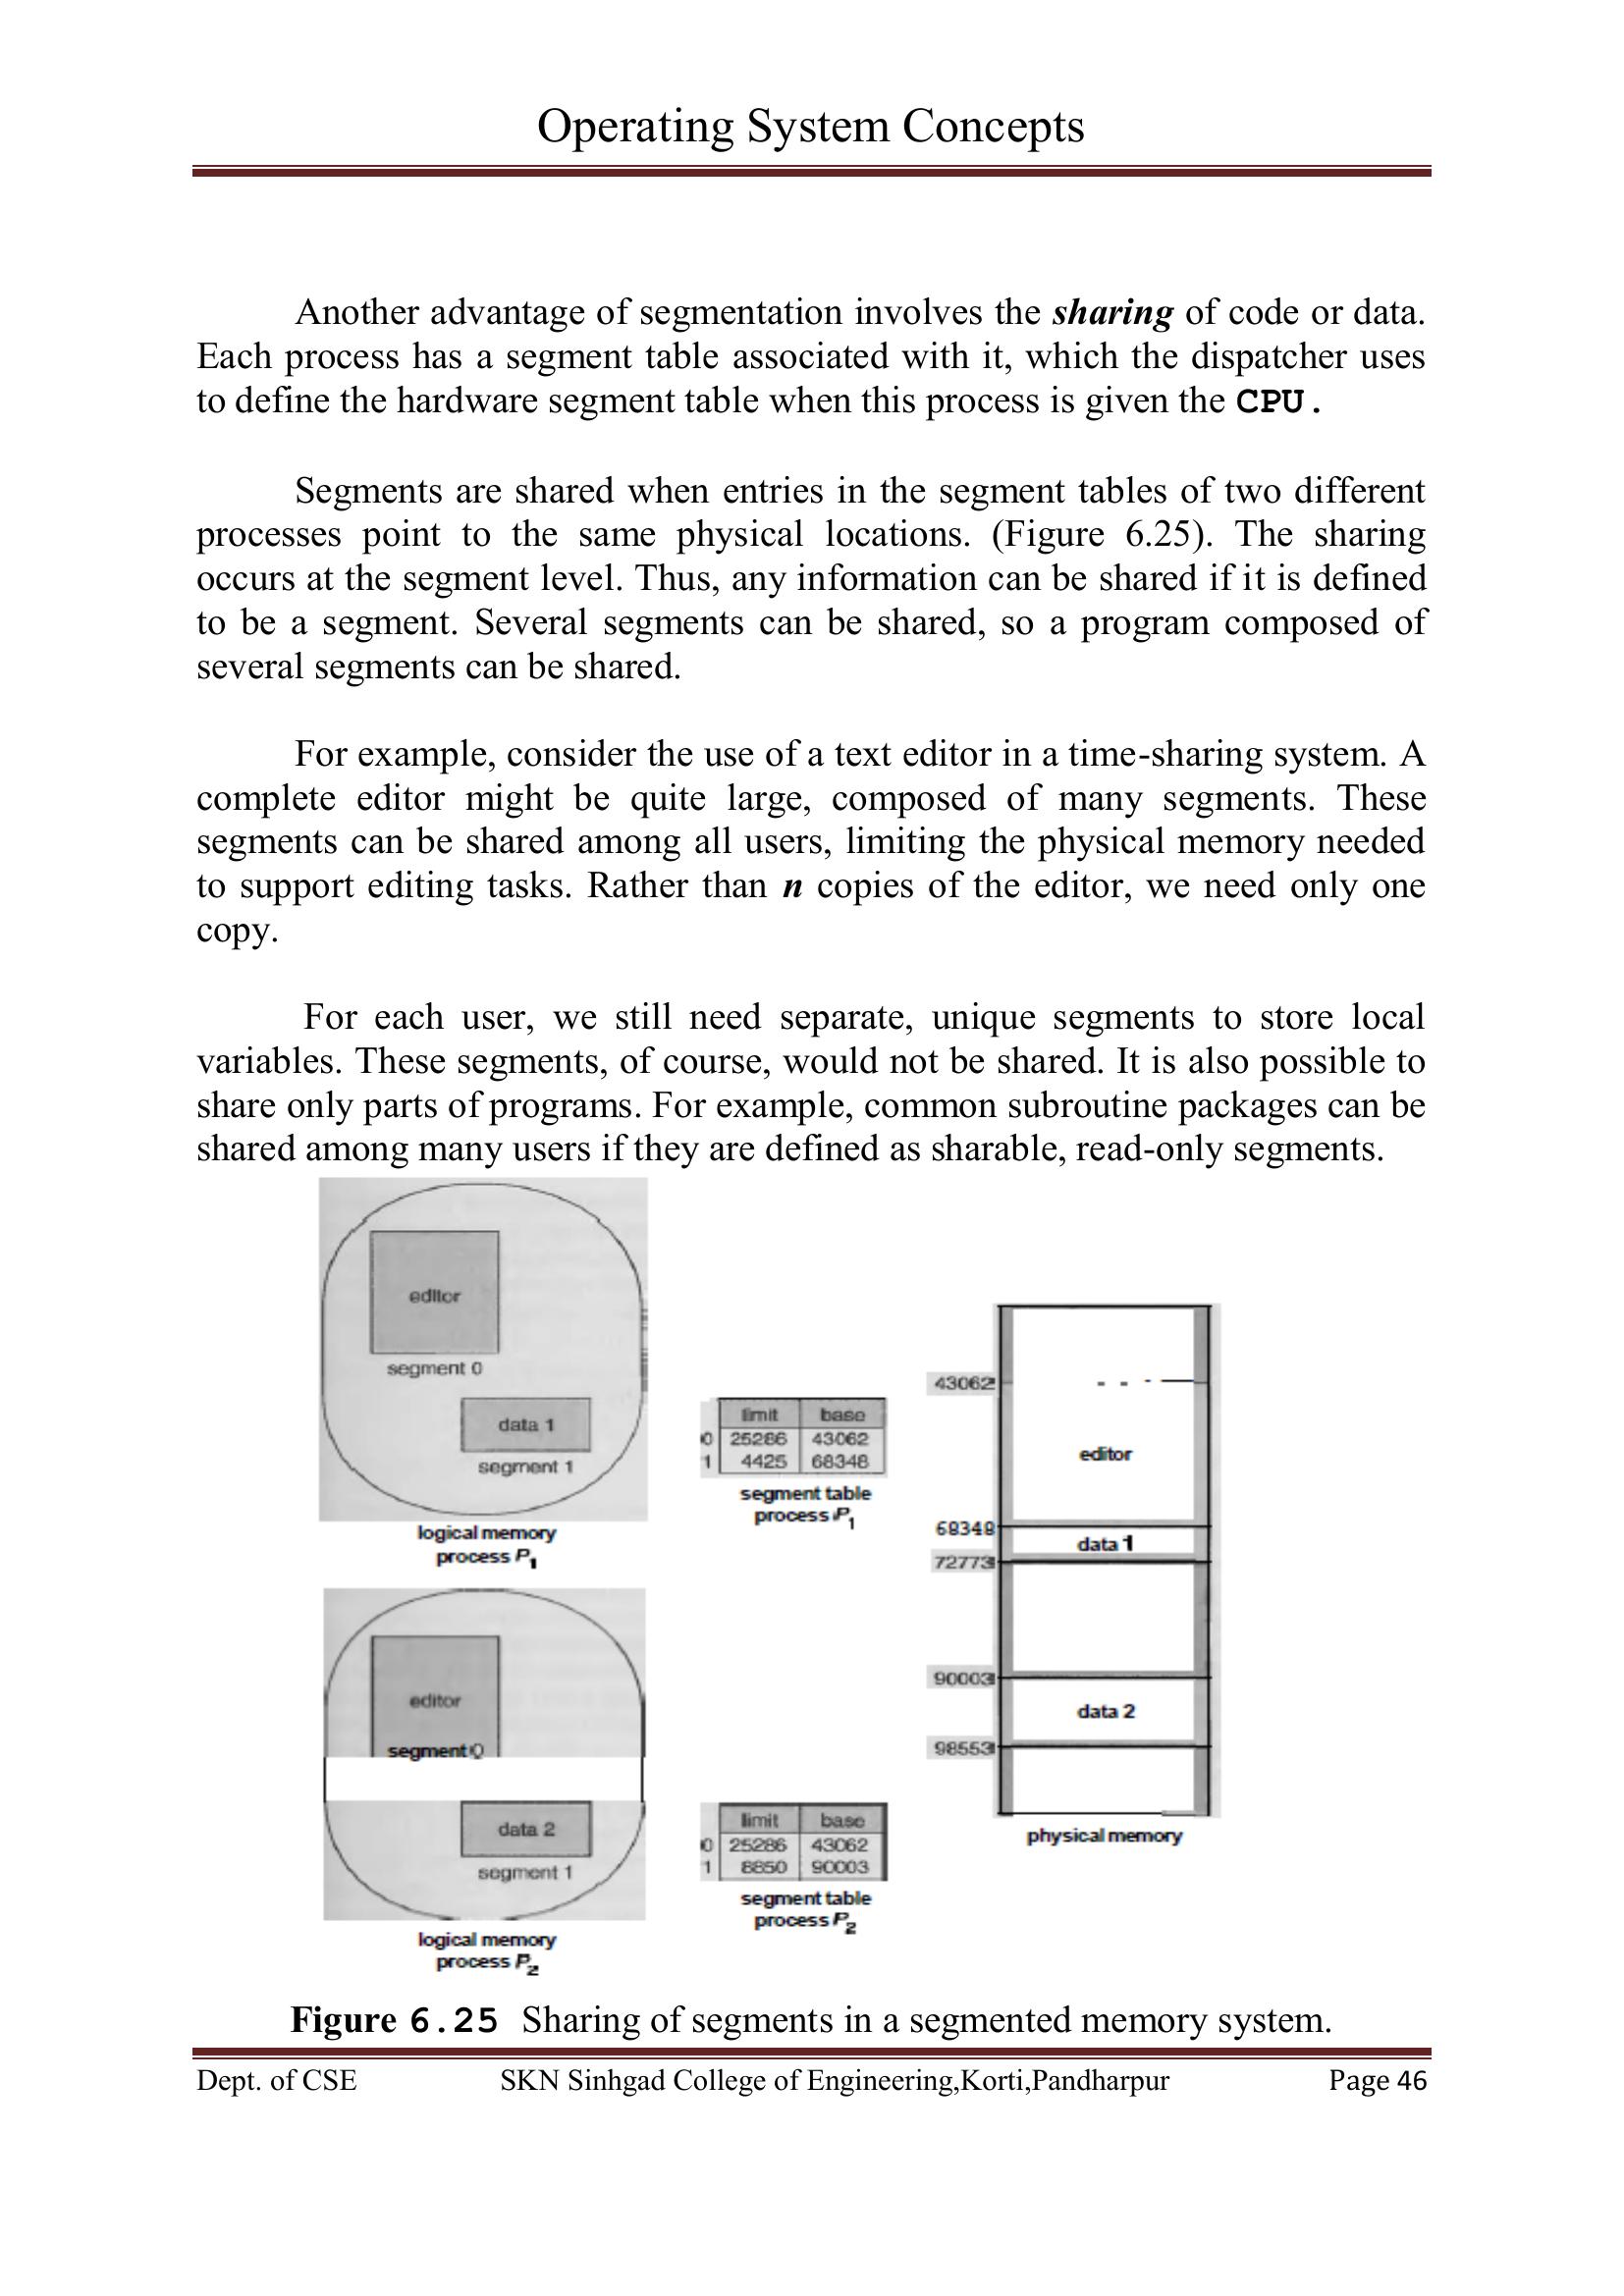 Operating System Concepts
Another advantage of segmentation involves the sharing of code or data.
Each process has a segment table associated with it, which the dispatcher uses
to define the hardware segment table when this process is given the CPU.
Segments are shared when entries in the segment tables of two different
processes point to the same physical locations. (Figure 6.25). The sharing
occurs at the segment level. Thus, any information can be shared if it is defined
to be a segment. Several segments can be shared, so a program composed of
several segments can be shared.
For example, consider the use of a text editor in a time-sharing system. A
complete editor might be quite large, composed of many segments. These
segments can be shared among all users, limiting the physical memory needed
to support editing tasks. Rather than n copies of the editor, we need only one
copy.
For each user, we still need separate, unique segments to store local
variables. These segments, of course, would not be shared. It is also possible to
share only parts of programs. For example, common subroutine packages can be
shared among many users if they are defined as sharable, read-only segments.
editor
segment 0
data 1
segment 1
logical memory
process P1
limit base
0 25286 43062
1 4425 68348
segment table
process P1
editor
segment 0
data 2
segment 1
logical memory
process P2
limit base
0 25286 43062
1 8850 90003
segment table
process P2
43062
editor
68348
data 1
72773
90003
data 2
98553
physical memory
Figure 6.25 Sharing of segments in a segmented memory system.
Dept. of CSE SKN Sinhgad College of Engineering,Korti,Pandharpur Page 46